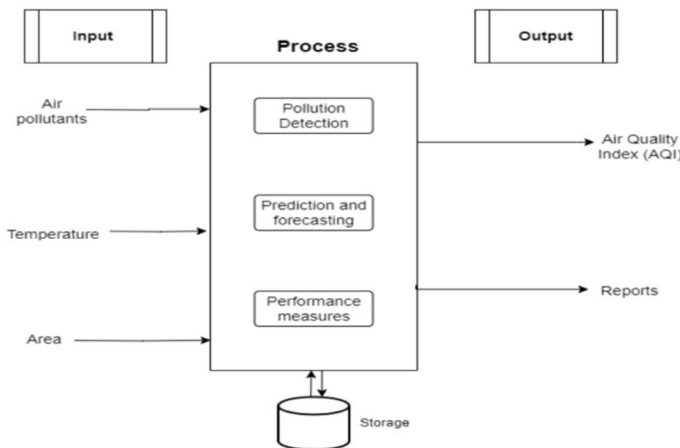 Input
Process
Output
Air
pollutants
Pollution
Detection
Air Quality
Index (AQI)
Temperature
Prediction and
forecasting
Reports
Performance
measures
Area
Storage